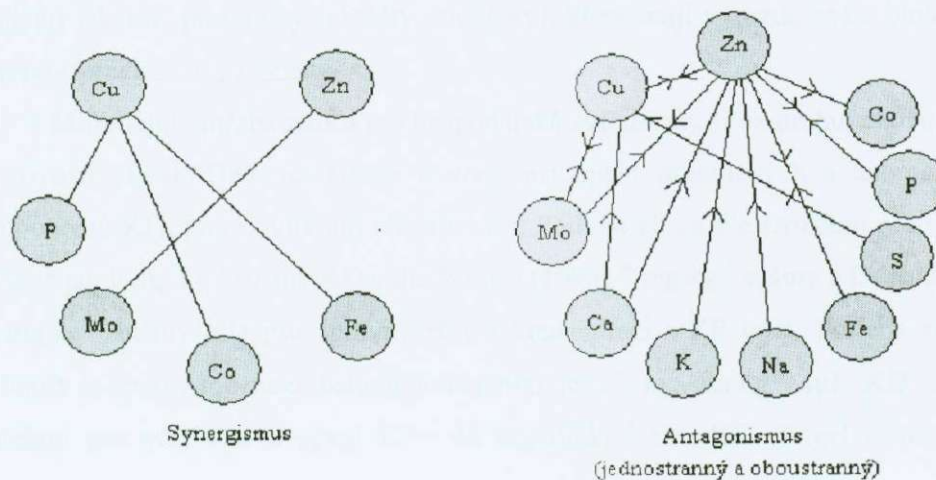 Cu
Zn
P
Mo
Co
Fe
Synergismus
Zn
Cu
Co
P
Mo
S
Ca
Fe
K
Na
Antagonismus
(jednostranný a oboustranný)